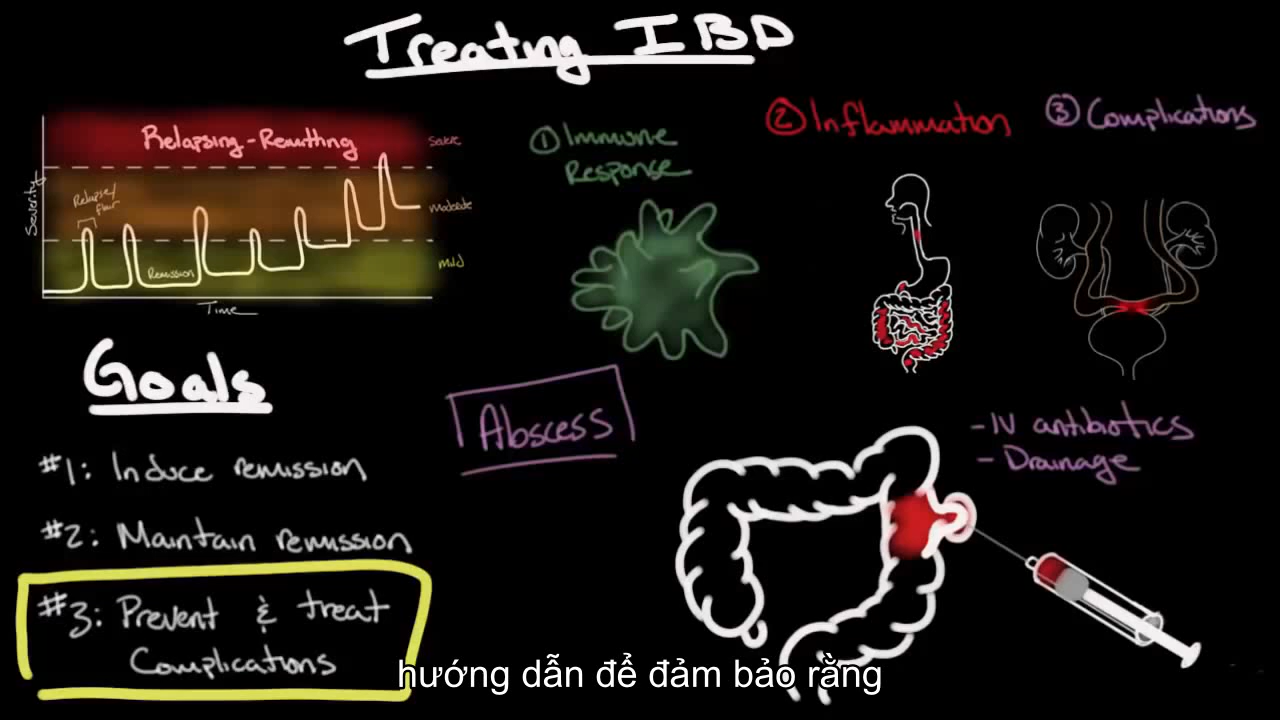 Treating IBD
Relapsing-Remitting
Severe
Moderate
Mild
Severity
Relapse/
flair
Remission
Time
① Immune
Response
② Inflammation
③ Complications
Goals
#1: Induce remission
#2: Maintain remission
#3: Prevent & treat
Complications
Abscess
- IV antibiotics
- Drainage
hướng dẫn để đảm bảo rằng